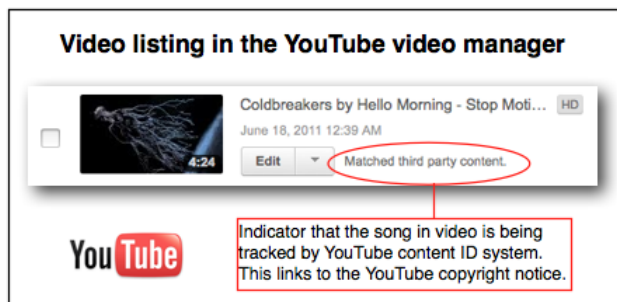 Video listing in the YouTube video manager
Coldbreakers by Hello Morning - Stop Moti...
HD
June 18, 2011 12:39 AM
4:24
Edit
Matched third party content.
YouTube
Indicator that the song in video is being
tracked by YouTube content ID system.
This links to the YouTube copyright notice.